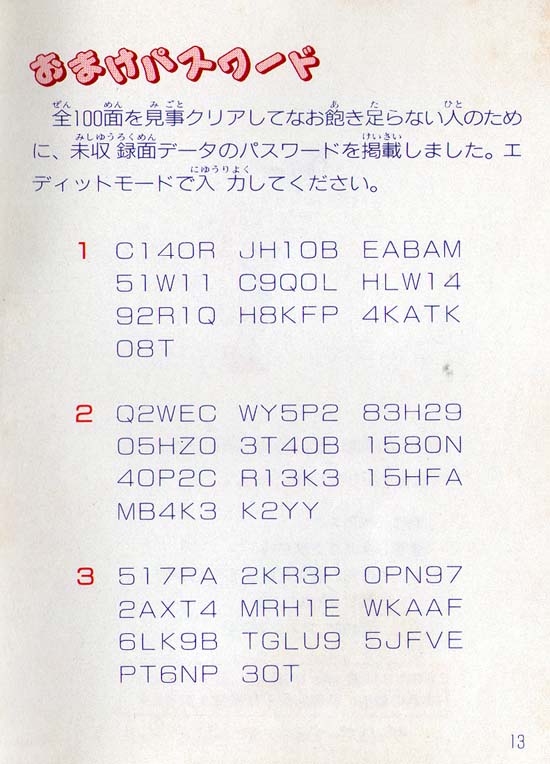 おまけパスワード
全100面を見事クリアしてなお飽き足らない人のため
に、未収録面データのパスワードを掲載しました。エ
ディットモードで入力してください。
1 C140R JH10B EABAM
51W11 C9Q0L HLW14
92R1Q H8KFP 4KATK
08T
2 Q2WEC WY5P2 83H29
05HZ0 3T40B 1580N
40P2C R13K3 15HFA
MB4K3 K2YY
3 517PA 2KR3P 0PN97
2AXT4 MRH1E WKAAF
6LK9B TGLU9 5JFVE
PT6NP 30T
13